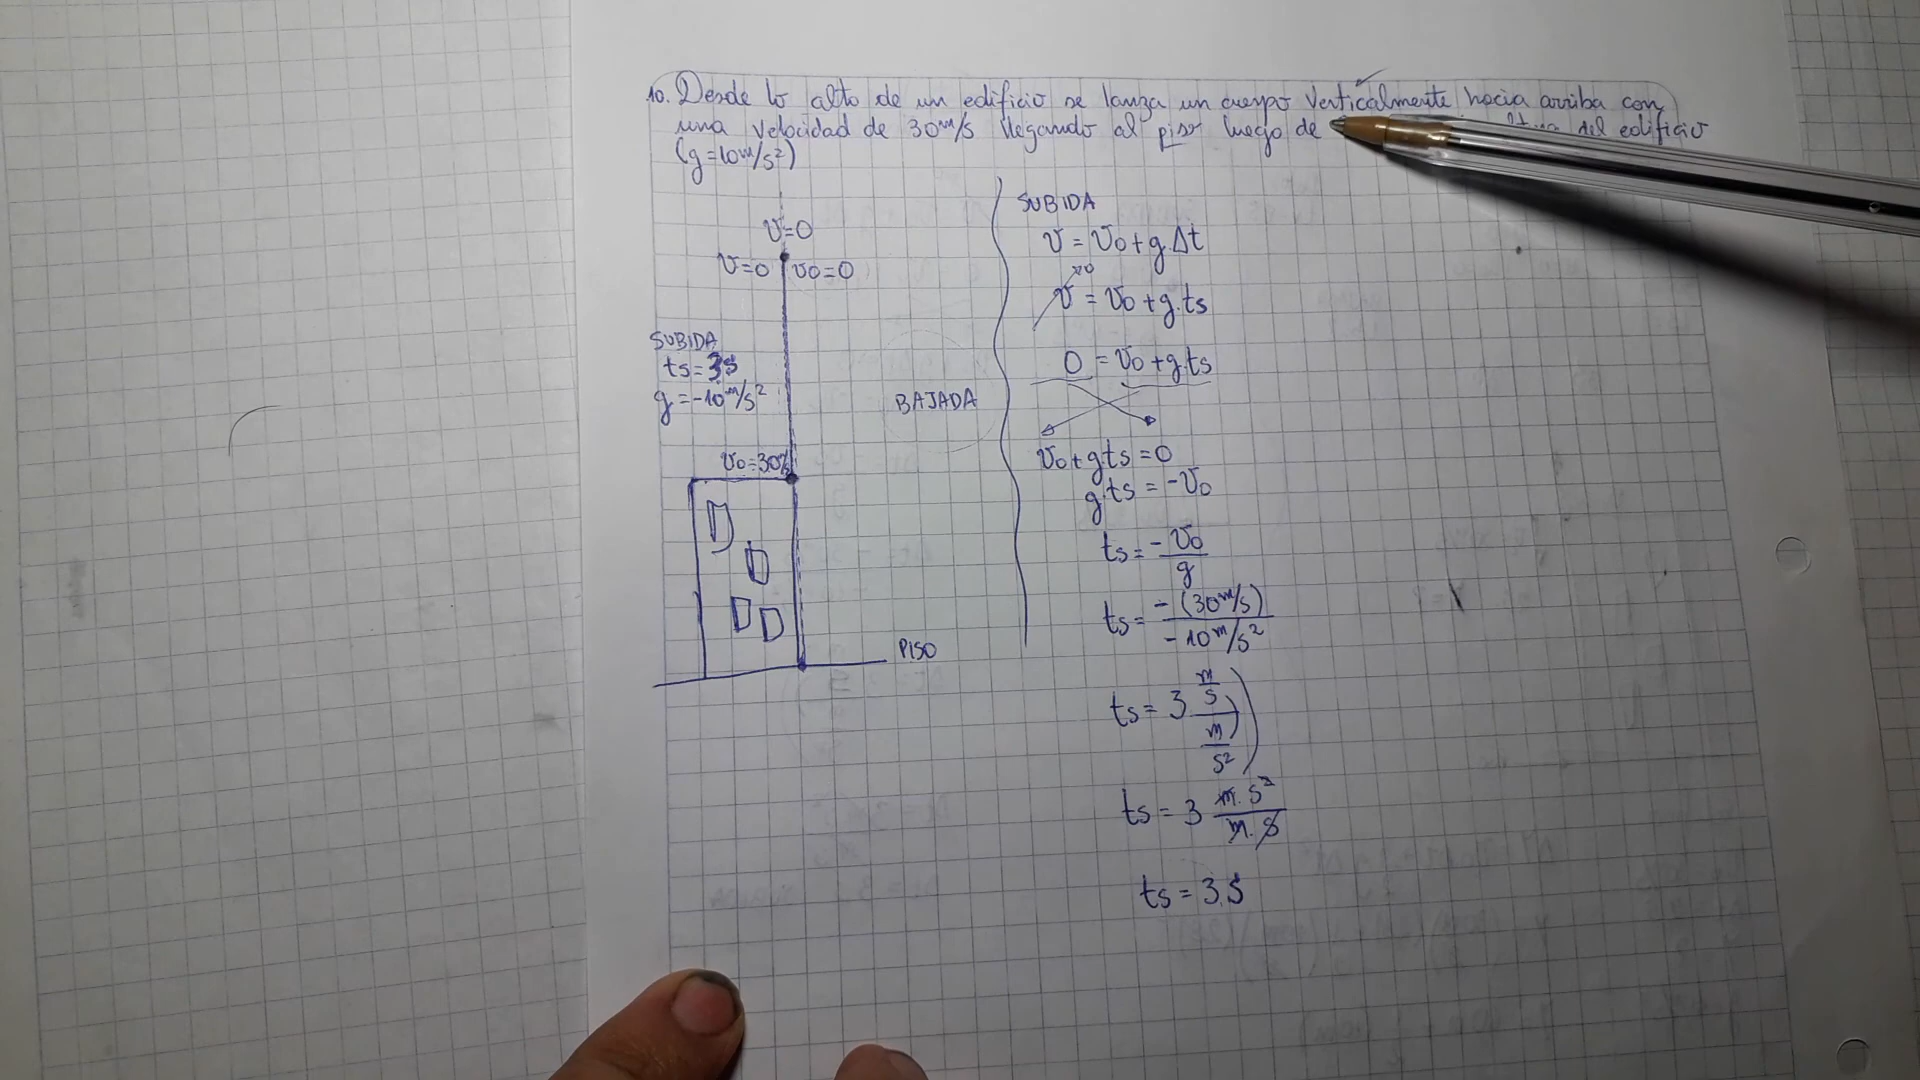 10. Desde lo alto de un edificio se lanza un cuerpo verticalmente hacia arriba con
una velocidad de 30m/s llegando al piso luego de del edificio
(g=10m/s²)
V=0
V=0 V0=0
SUBIDA
ts=3s
g=-10m/s²
BAJADA
V0=30m/s
PISO
SUBIDA
V=V0+g.Δt
V=V0+g.ts
0=V0+g.ts
V0+g.ts=0
g.ts=-V0
ts=-V0/g
ts=-(30m/s)/-10m/s²
ts=3 m/s/m/s²
ts=3 m.s²/m.s
ts=3.s